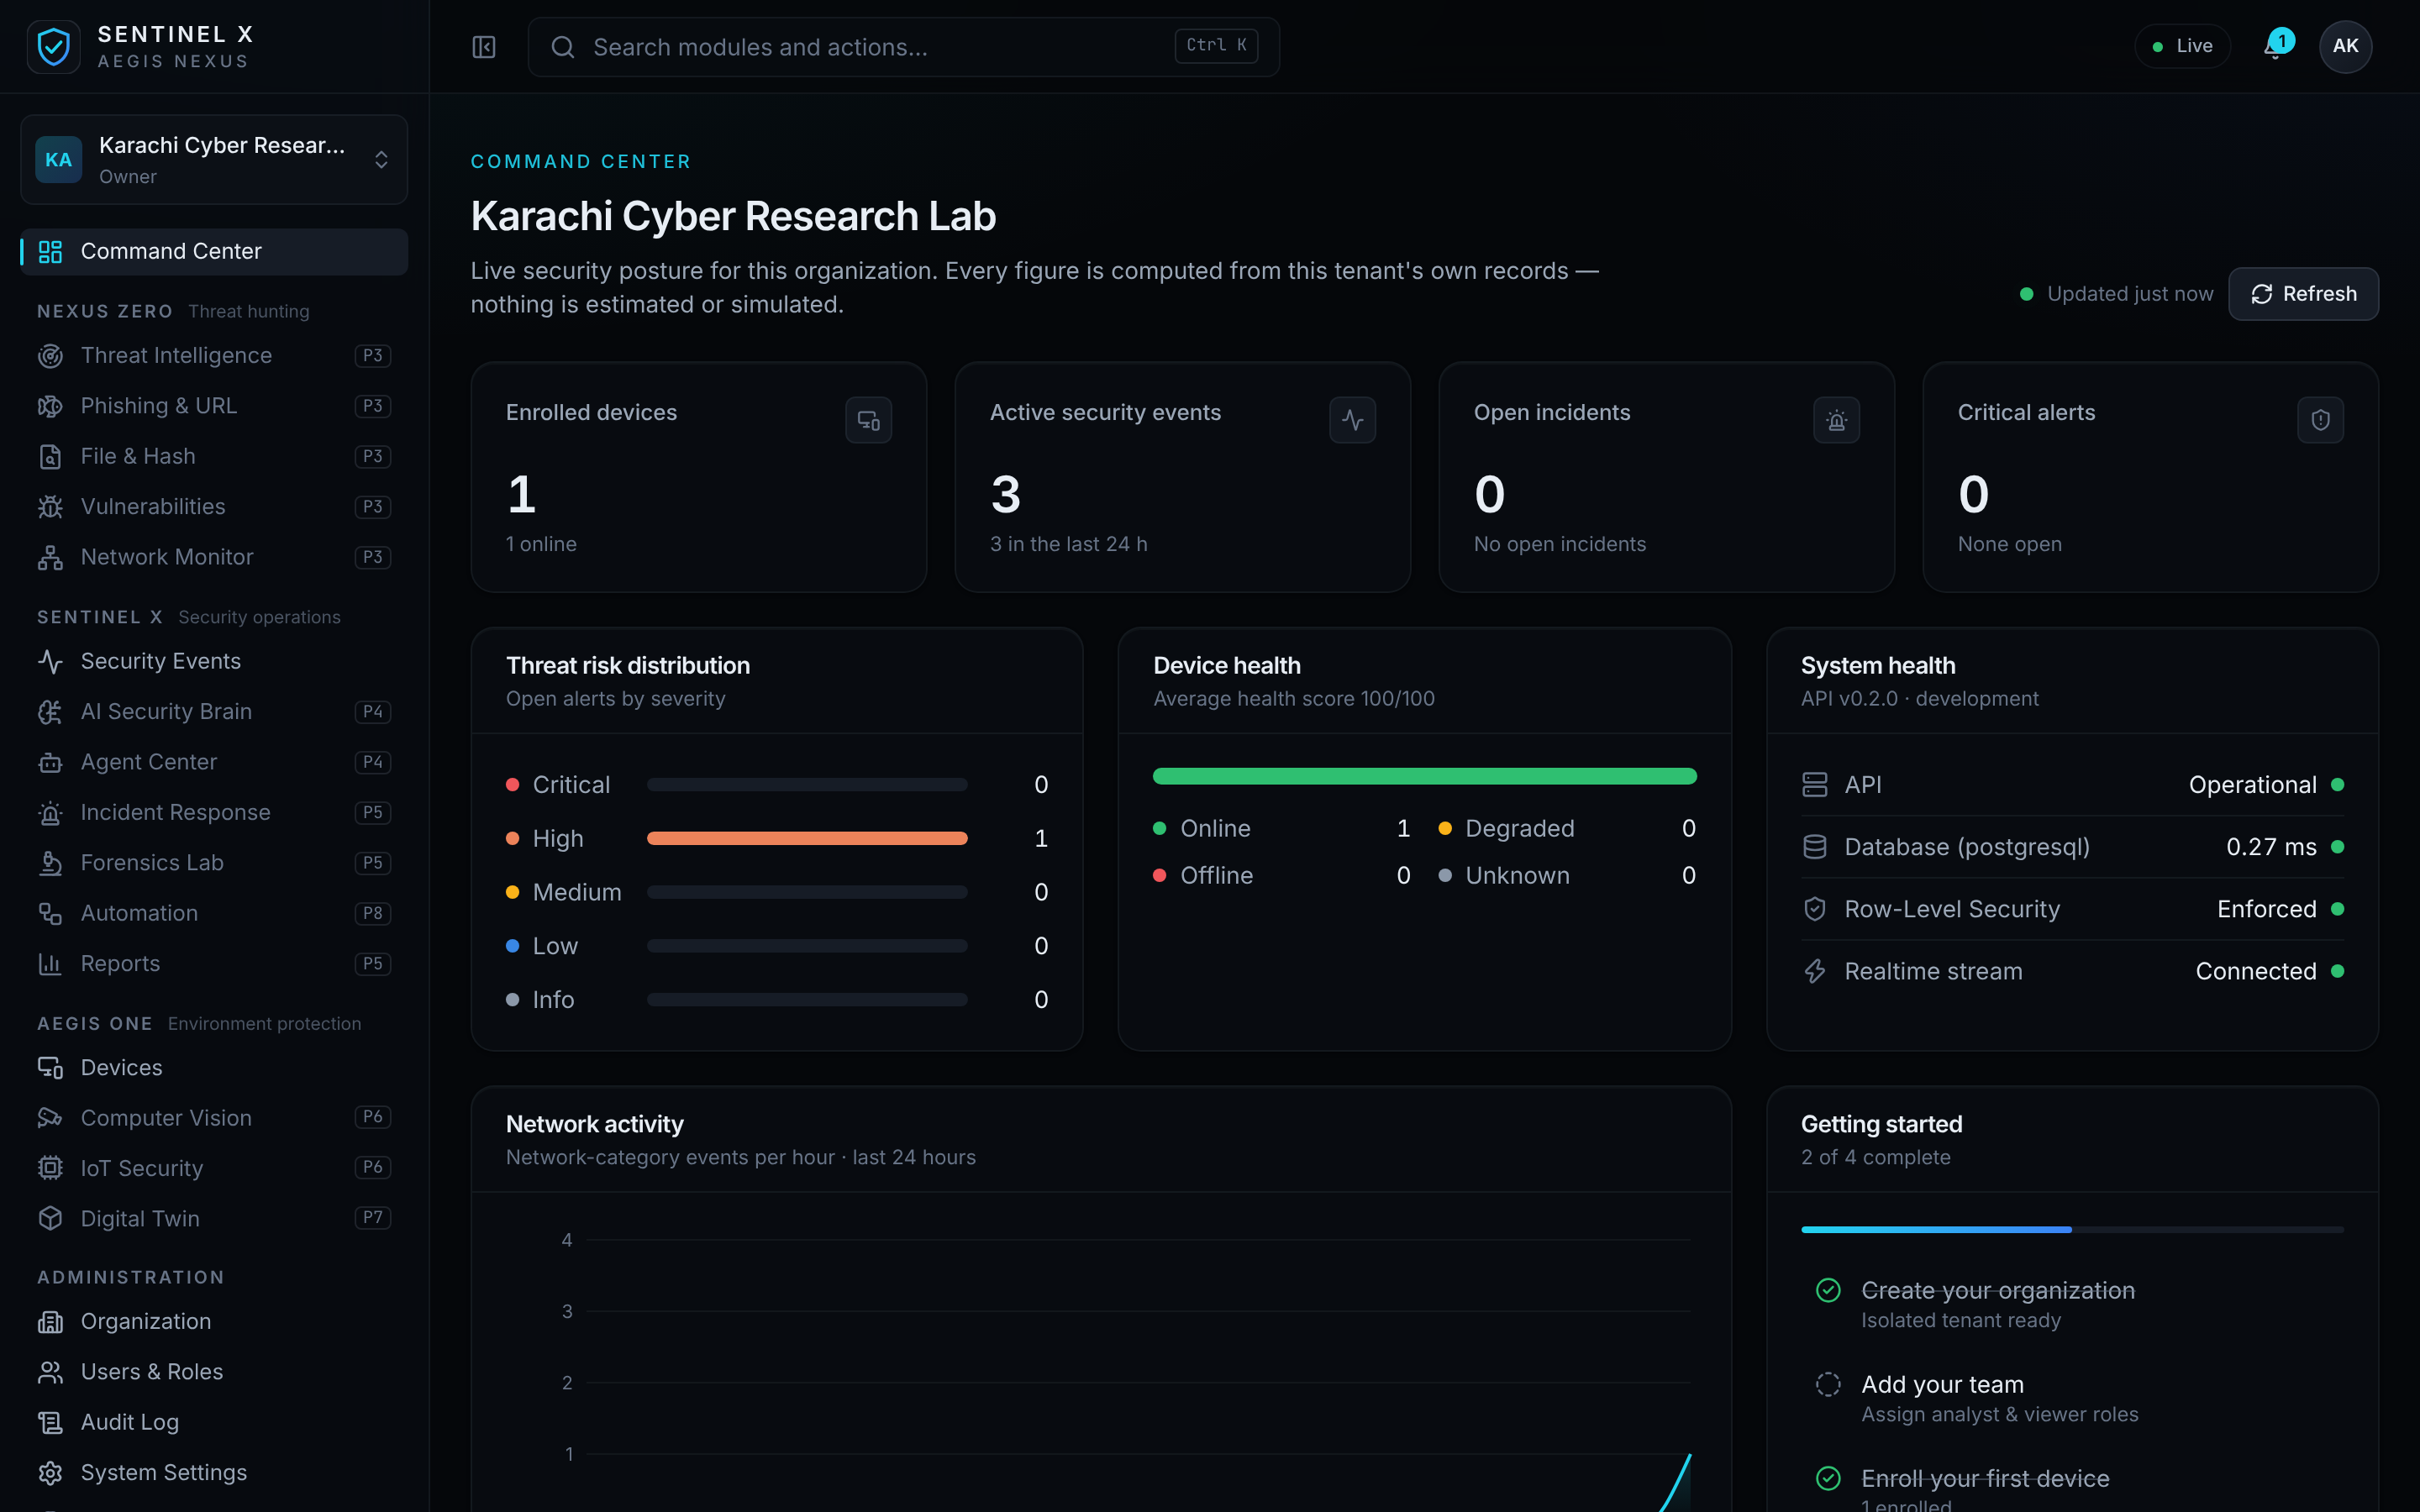 SENTINEL X
AEGIS NEXUS
Search modules and actions...
Ctrl K
Live
1
AK
KA
Karachi Cyber Resear...
Owner
Command Center
NEXUS ZERO Threat hunting
Threat Intelligence P3
Phishing & URL P3
File & Hash P3
Vulnerabilities P3
Network Monitor P3
SENTINEL X Security operations
Security Events
AI Security Brain P4
Agent Center P4
Incident Response P5
Forensics Lab P5
Automation P8
Reports P5
AEGIS ONE Environment protection
Devices
Computer Vision P6
IoT Security P6
Digital Twin P7
ADMINISTRATION
Organization
Users & Roles
Audit Log
System Settings
COMMAND CENTER
Karachi Cyber Research Lab
Live security posture for this organization. Every figure is computed from this tenant's own records —
nothing is estimated or simulated.
Updated just now
Refresh
Enrolled devices
1
1 online
Active security events
3
3 in the last 24 h
Open incidents
0
No open incidents
Critical alerts
0
None open
Threat risk distribution
Open alerts by severity
Critical 0
High 1
Medium 0
Low 0
Info 0
Device health
Average health score 100/100
Online 1 Degraded 0
Offline 0 Unknown 0
System health
API v0.2.0 · development
API Operational
Database (postgresql) 0.27 ms
Row-Level Security Enforced
Realtime stream Connected
Network activity
Network-category events per hour · last 24 hours
4
3
2
1
Getting started
2 of 4 complete
Create your organization
Isolated tenant ready
Add your team
Assign analyst & viewer roles
Enroll your first device
1 enrolled